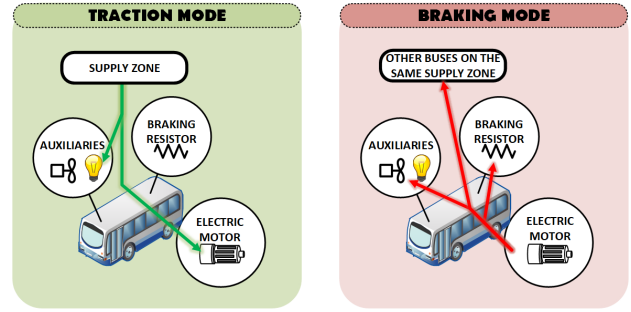 TRACTION MODE
SUPPLY ZONE
AUXILIARIES
BRAKING
RESISTOR
ELECTRIC
MOTOR
BRAKING MODE
OTHER BUSES ON THE
SAME SUPPLY ZONE
AUXILIARIES
BRAKING
RESISTOR
ELECTRIC
MOTOR